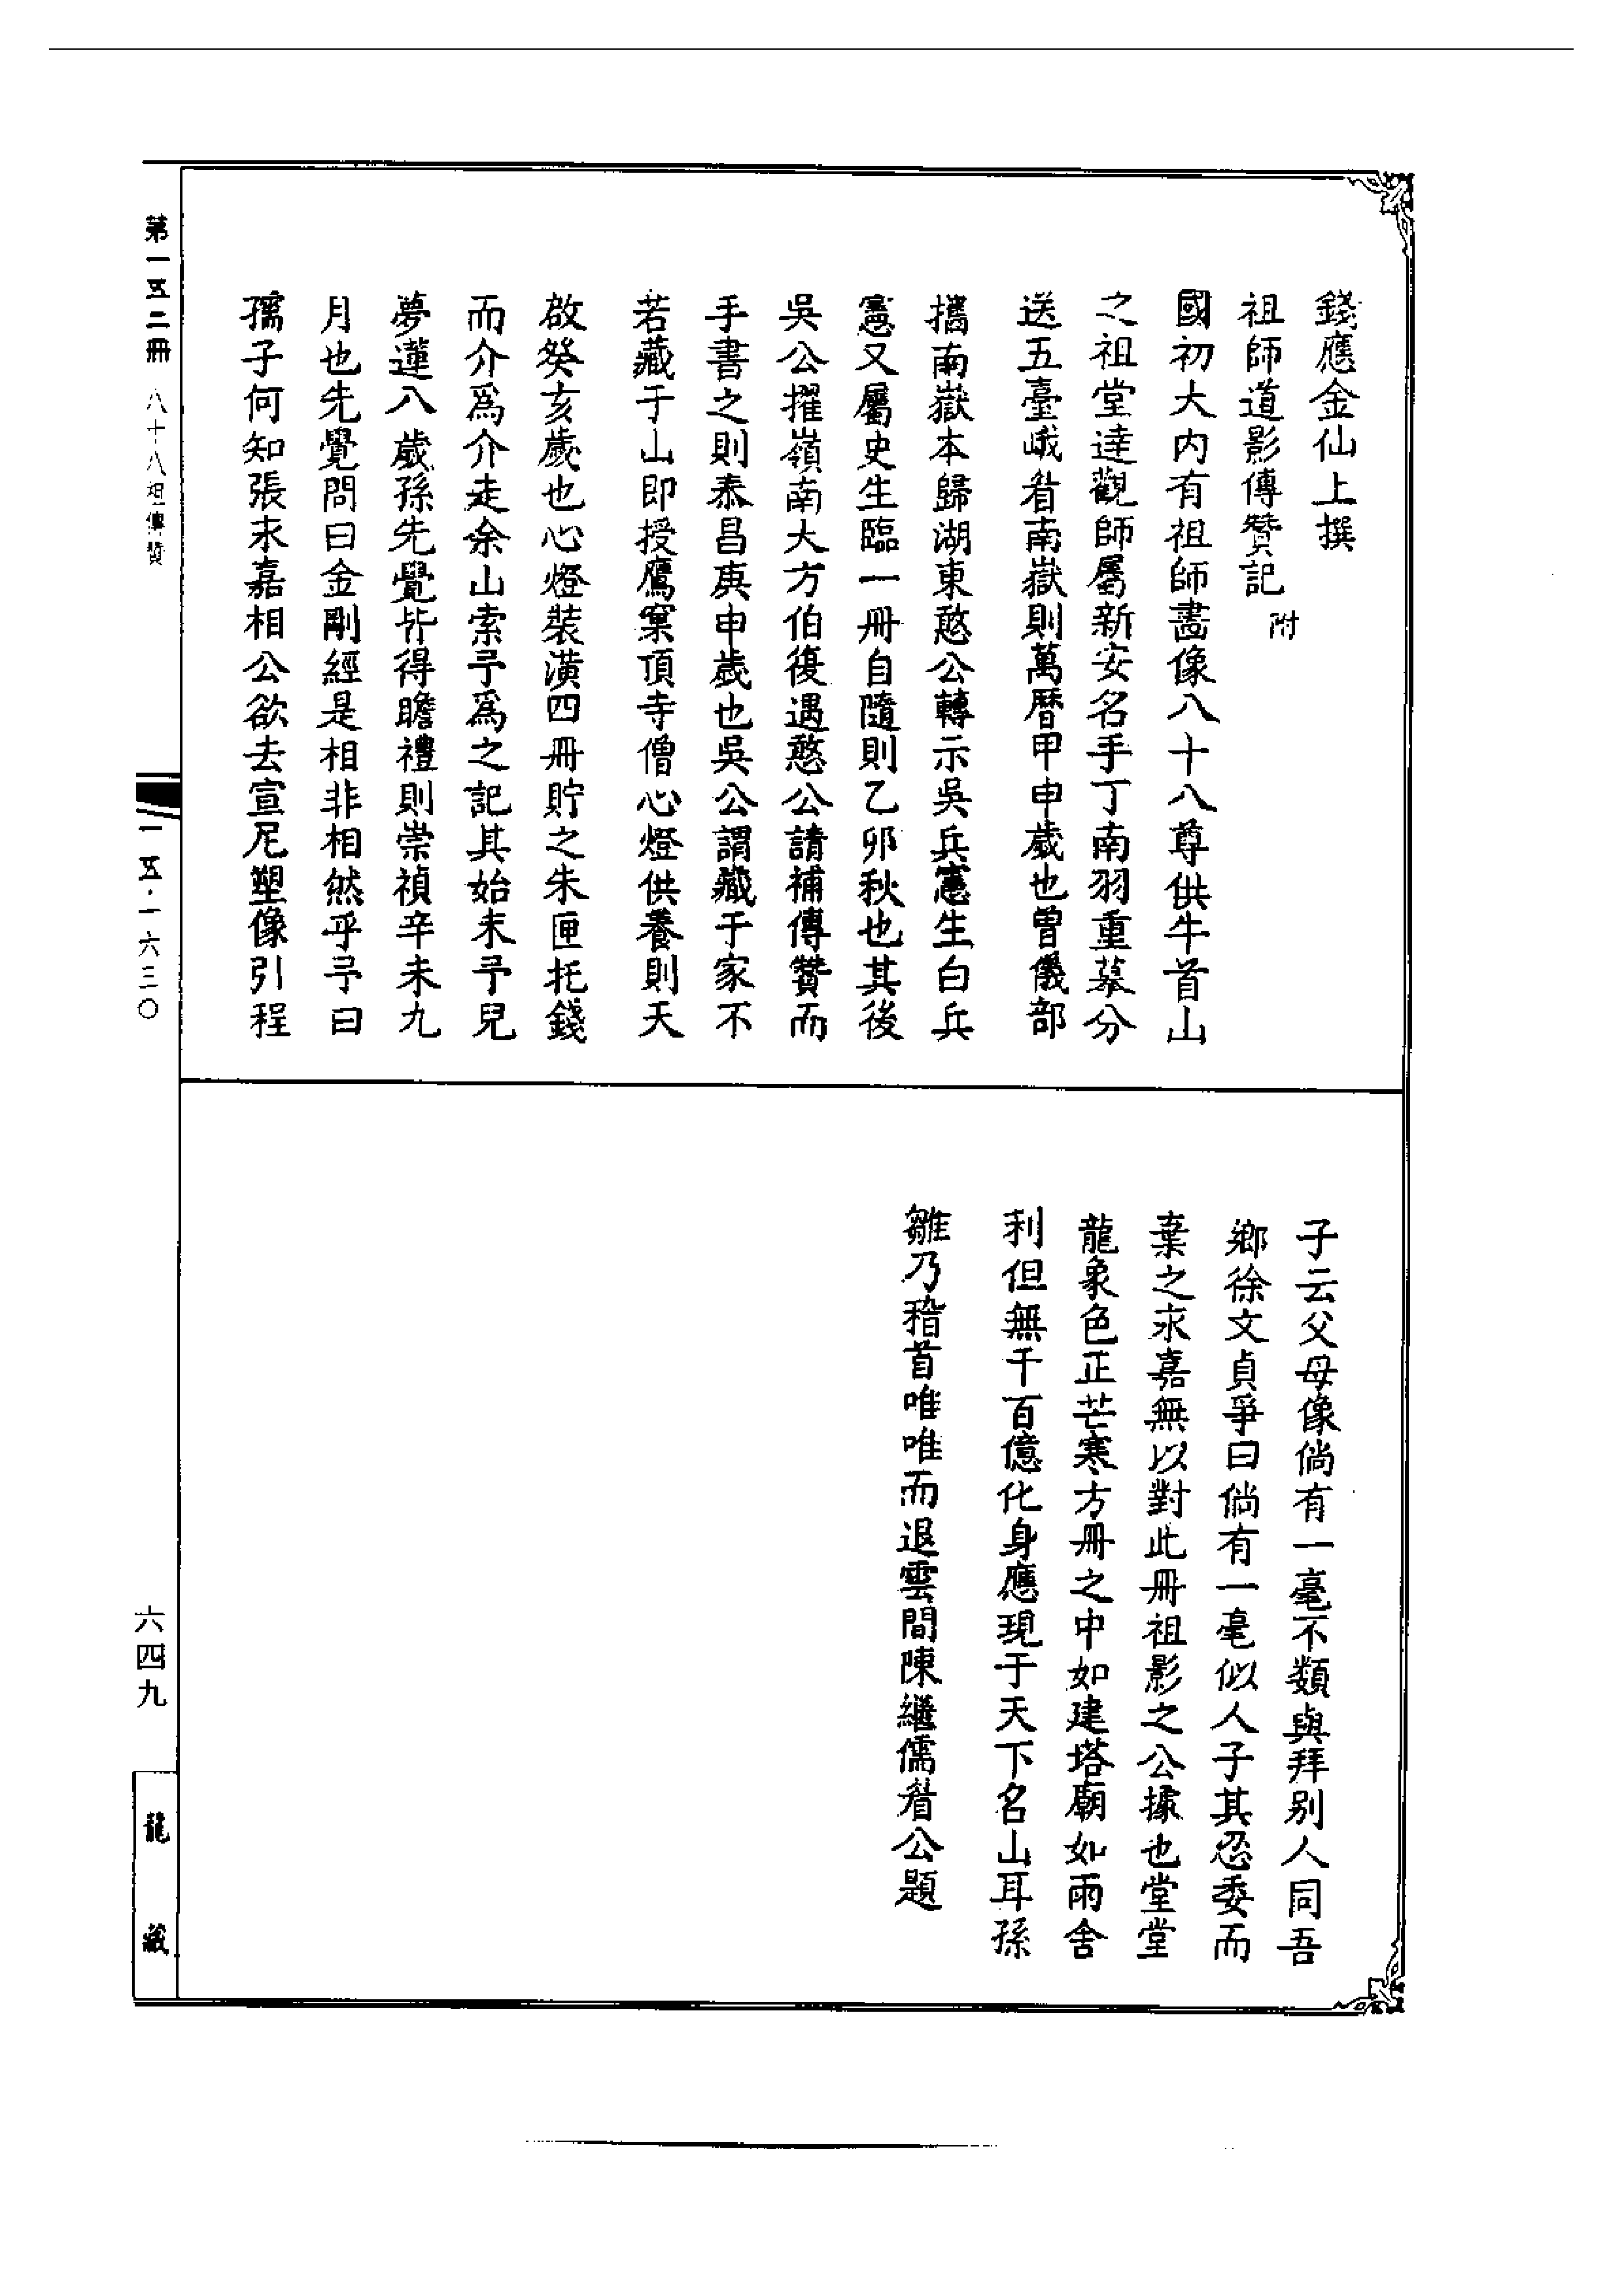 錢應金仙上撰
祖師道影傳贊記附
國初大内有祖師畵像八十八尊供牛首山
之祖堂達觀師屬新安名手丁南羽重摹分
送五臺峨眉南嶽則萬曆甲申歲也曾儀部
攜南嶽本歸湖東憨公轉示吳兵憲生白兵
憲又屬史生臨一冊自隨則乙卯秋也其後
吳公擢嶺南大方伯復遇憨公請補傳贊而
手書之則泰昌庚申歲也吳公謂藏于家不
若藏于山即授鷹窠頂寺僧心燈供養則天
啟癸亥歲也心燈裝潢四冊貯之朱匣托錢
而介爲介走余山索予爲之記其始末予兒
夢蓮八歲孫先覺皆得瞻禮則崇禎辛未九
月也先覺問曰金剛經是相非相然乎予曰
孺子何知張永嘉相公欲去宣尼塑像引程
子云父母像倘有一毫不類與拜别人同吾
鄉徐文貞爭曰倘有一毫似人子其忍委而
棄之永嘉無以對此冊祖影之公據也堂堂
龍象色正芒寒方冊之中如建塔廟如兩舍
利但無千百億化身應現于天下名山耳孫
雛乃稽首唯唯而退雲間陳繼儒眉公題
第一五二冊 八十八祖傳贊
一五·一六三〇
六四九
龍藏